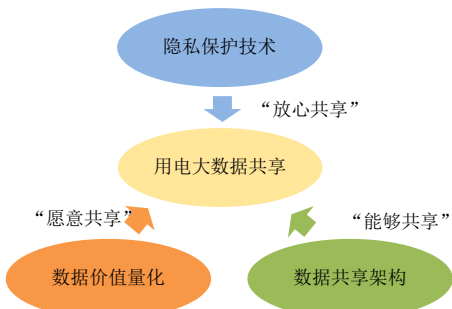 隐私保护技术
“放心共享”
用电大数据共享
“愿意共享”
“能够共享”
数据价值量化
数据共享架构